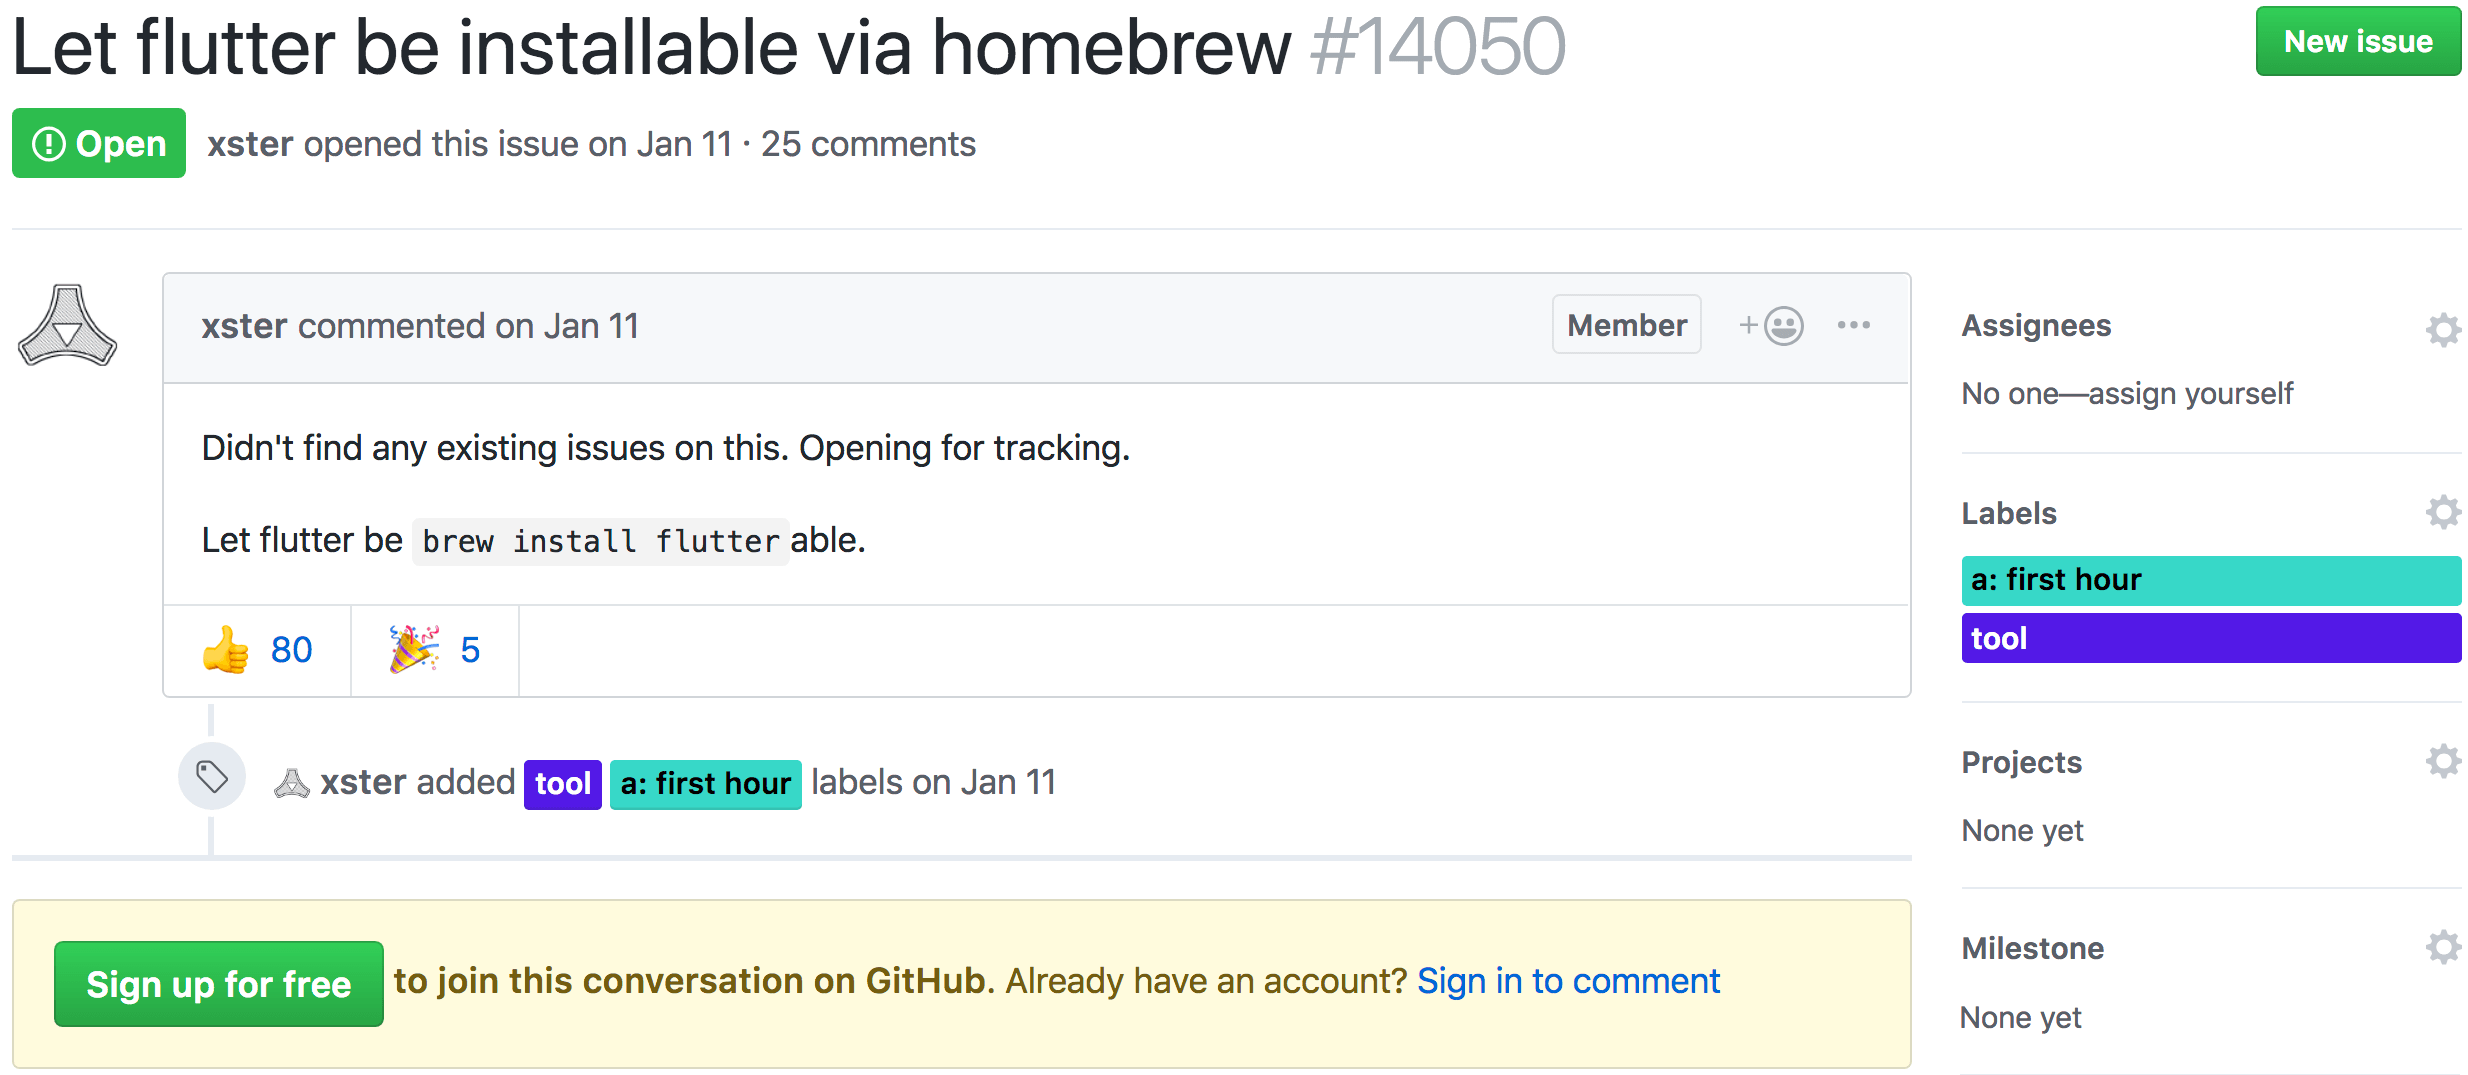 Let flutter be installable via homebrew #14050
New issue
Open
xster opened this issue on Jan 11 · 25 comments
xster commented on Jan 11
Member
Didn't find any existing issues on this. Opening for tracking.
Let flutter be brew install flutter able.
👍 80 🎉 5
xster added tool a: first hour labels on Jan 11
Sign up for free to join this conversation on GitHub. Already have an account? Sign in to comment
Assignees
No one—assign yourself
Labels
a: first hour
tool
Projects
None yet
Milestone
None yet